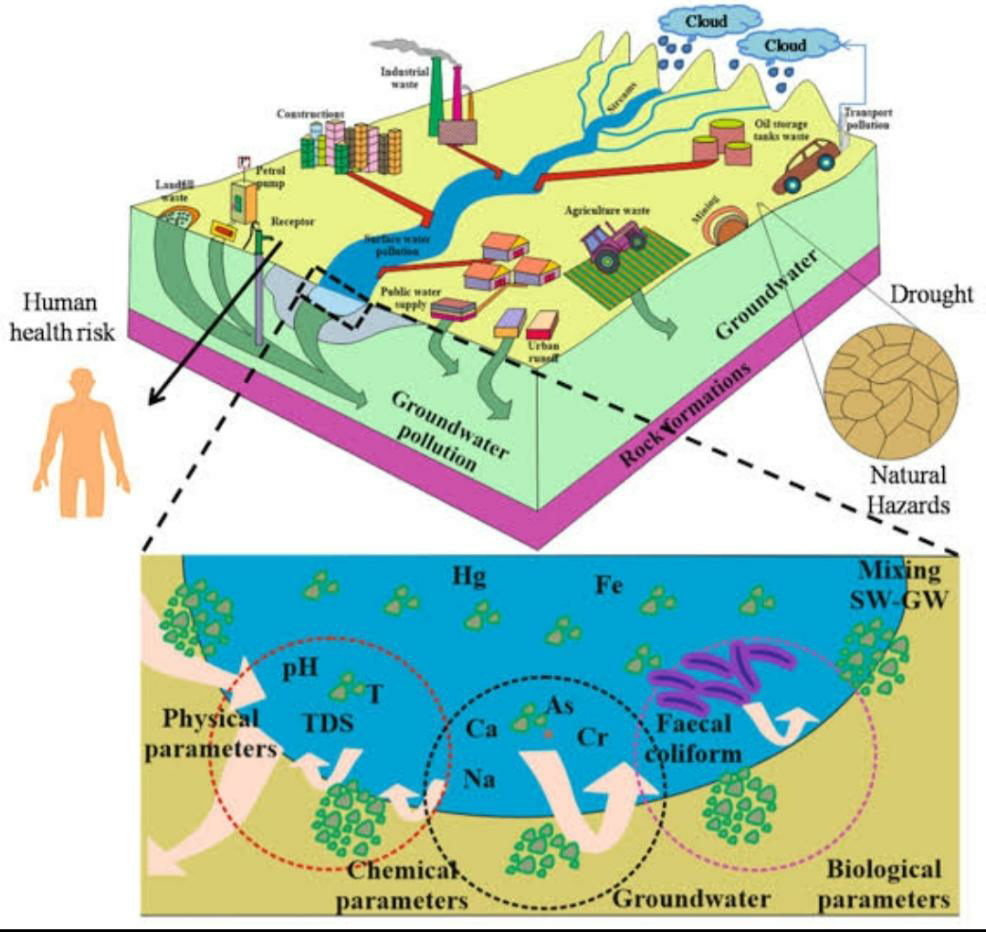 Cloud
Cloud
Industrial
waste
Streams
Constructions
Transport
pollution
Oil storage
tanks waste
P
Petrol
pump
Landfill
waste
Receptor
Agriculture waste
Mining
Surface water
pollution
Public water
supply
Urban
runoff
Groundwater
Drought
Human
health risk
Groundwater
pollution
Rock formations
Natural
Hazards
Hg
Fe
Mixing
SW-GW
pH
T
TDS
Physical
parameters
As
Ca
Cr
Na
Faecal
coliform
Chemical
parameters
Groundwater
Biological
parameters